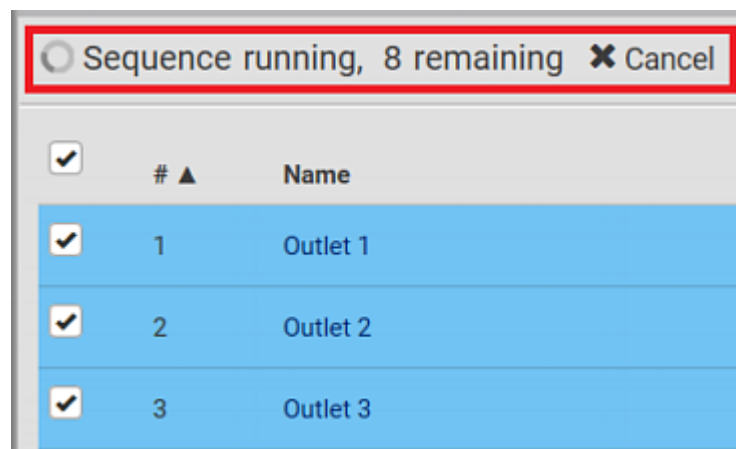 Sequence running, 8 remaining ✖ Cancel
# ▲ Name
1 Outlet 1
2 Outlet 2
3 Outlet 3